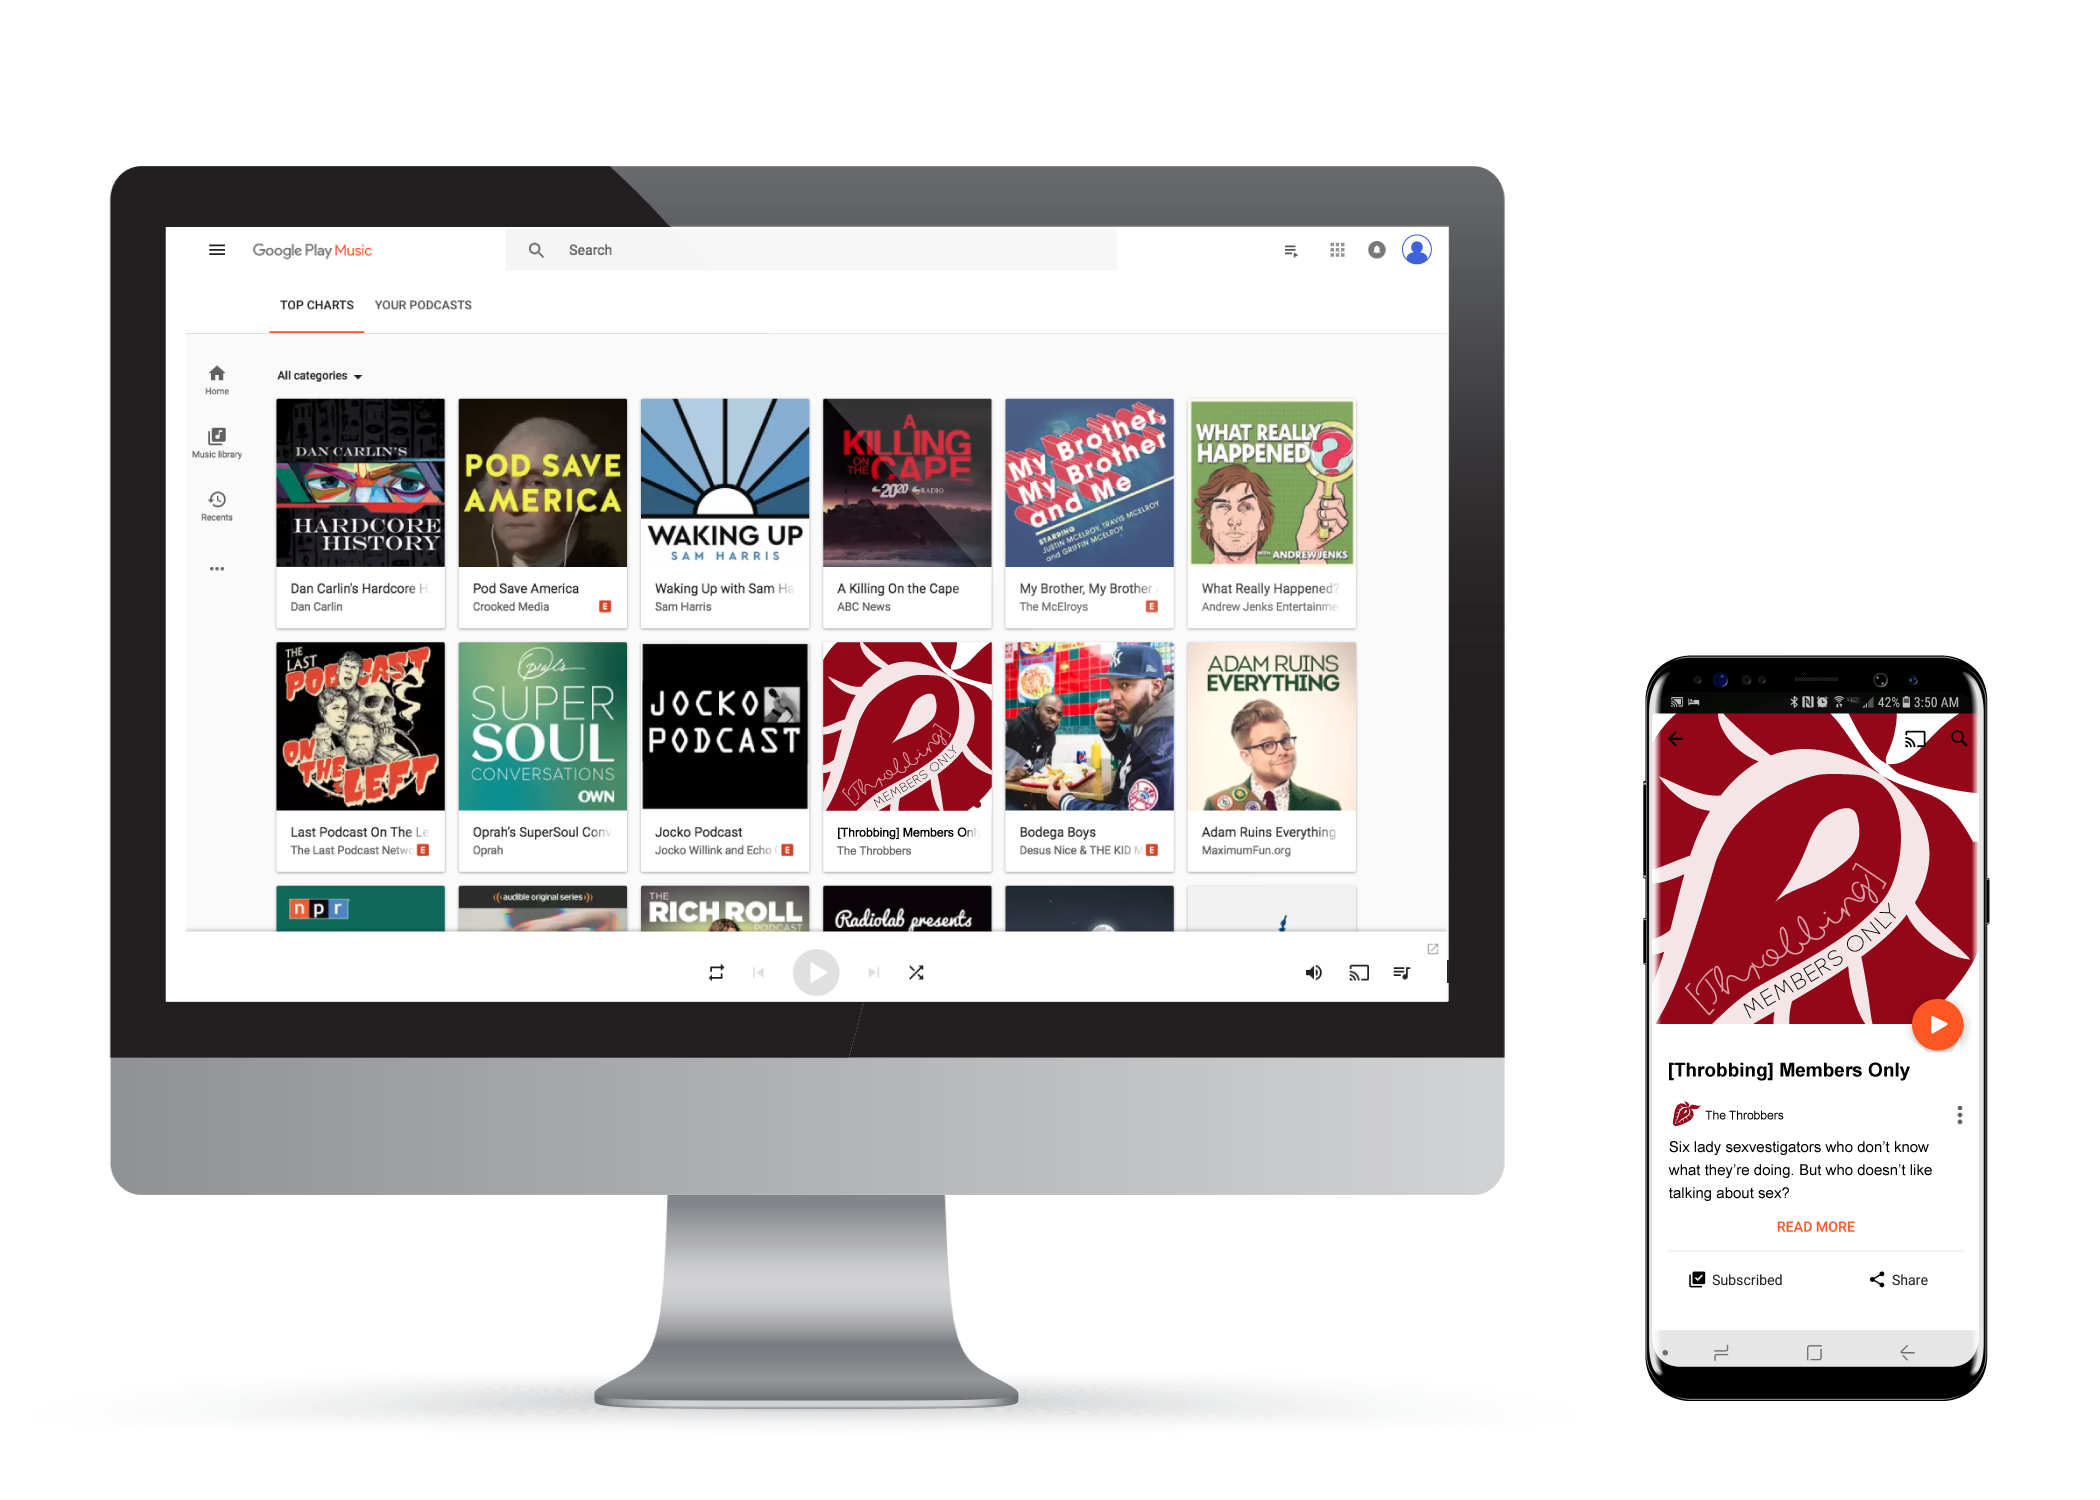 Google Play Music
Search
TOP CHARTS
YOUR PODCASTS
Home
Music library
Recents
All categories
DAN CARLIN'S
HARDCORE
HISTORY
Dan Carlin's Hardcore H
Dan Carlin
POD SAVE
AMERICA
Pod Save America
Crooked Media
E
WAKING UP
SAM HARRIS
Waking Up with Sam Ha
Sam Harris
A
KILLING
ON THE
CAPE
2020
RADIO
A Killing On the Cape
ABC News
My Brother,
My Brother
and Me
STARRING
JUSTIN MCELROY, TRAVIS MCELROY
and GRIFFIN MCELROY
My Brother, My Brother
The McElroys
E
WHAT REALLY
HAPPENED
?
WITH ANDREW JENKS
What Really Happened?
Andrew Jenks Entertainme
THE
LAST
PODCAST
ON
THE
LEFT
Last Podcast On The Le
The Last Podcast Netwo
E
Oprah's
SUPER
SOUL
CONVERSATIONS
OWN
Oprah's SuperSoul Conv
Oprah
JOCKO
PODCAST
Jocko Podcast
Jocko Willink and Echo
E
[Throbbing]
MEMBERS ONLY
[Throbbing] Members Onl
The Throbbers
Bodega Boys
Desus Nice & THE KID M
E
ADAM RUINS
EVERYTHING
Adam Ruins Everything
MaximumFun.org
npr
audible original series
THE
RICH ROLL
PODCAST
Radiolab presents
42% 3:50 AM
[Throbbing]
MEMBERS ONLY
[Throbbing] Members Only
The Throbbers
Six lady sexvestigators who don't know
what they're doing. But who doesn't like
talking about sex?
READ MORE
Subscribed
Share